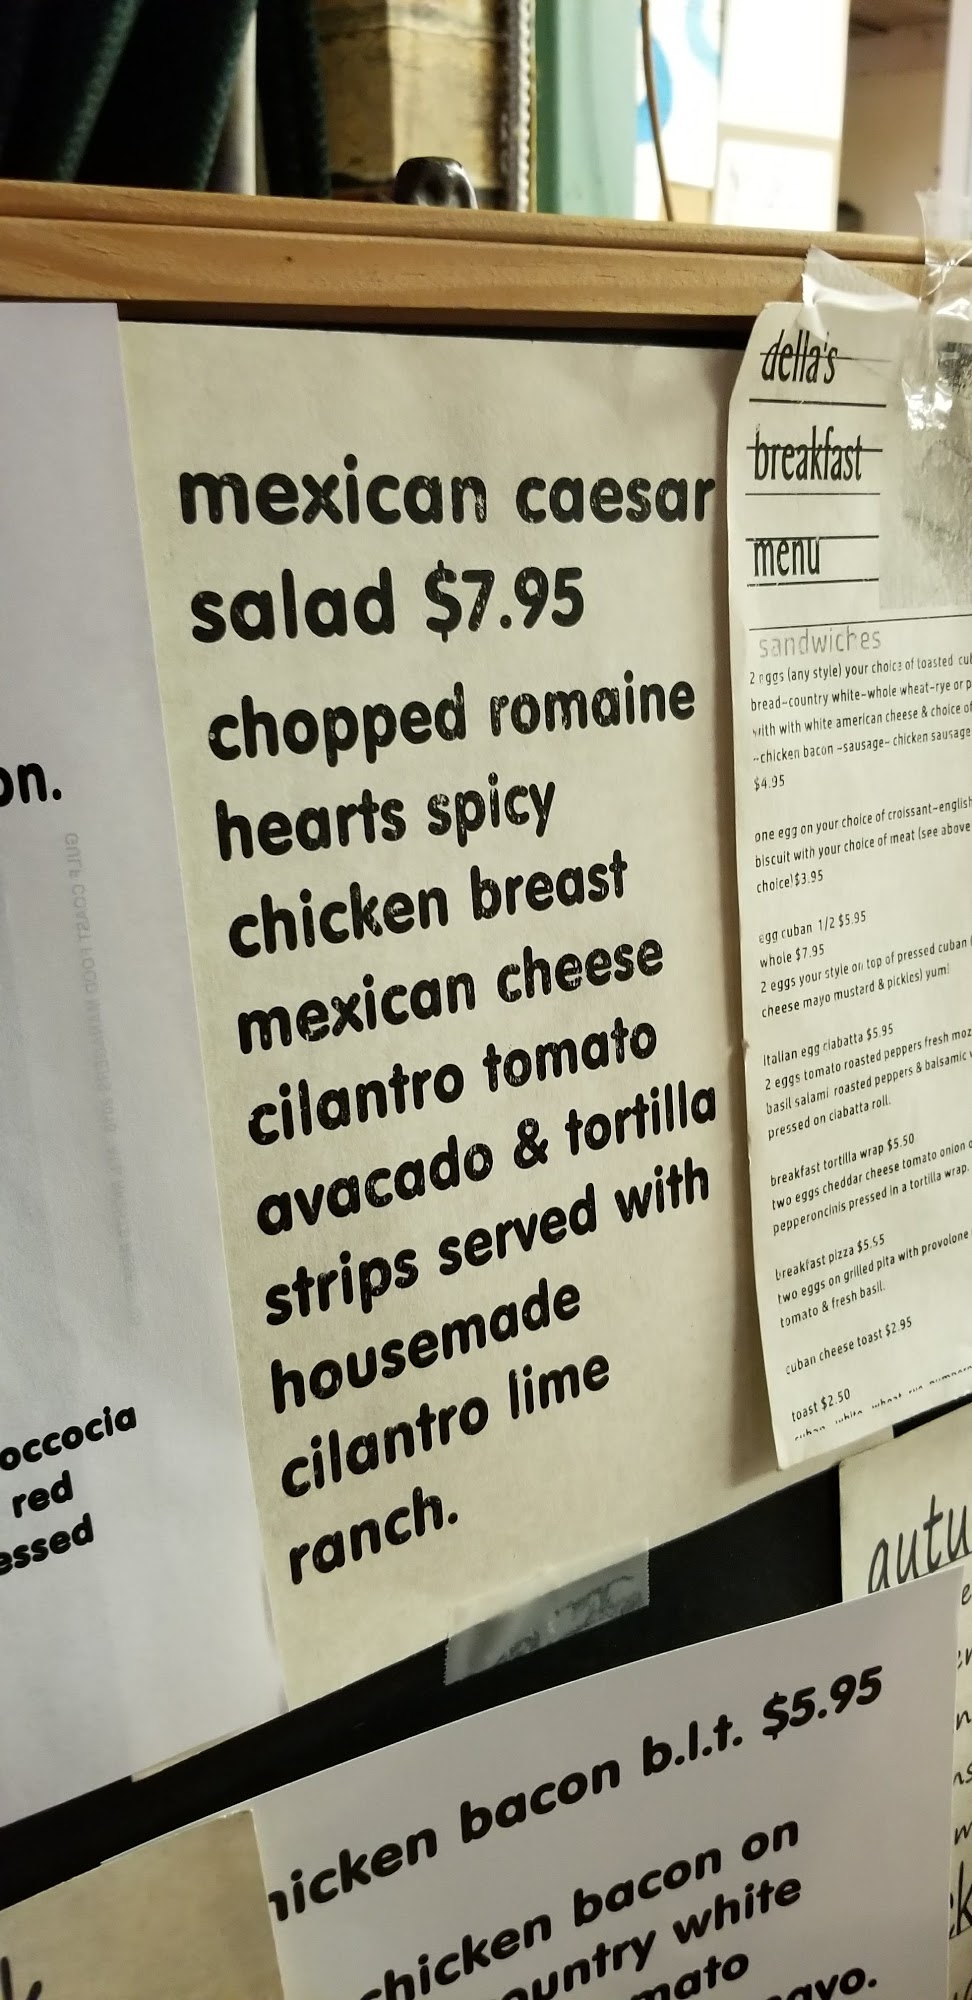 on.
occocia
red
essed
mexican caesar
salad $7.95
chopped romaine
hearts spicy
chicken breast
mexican cheese
cilantro tomato
avacado & tortilla
strips served with
housemade
cilantro lime
ranch.
della's
breakfast
menu
sandwiches
2 eggs (any style) your choice of toasted cub
bread-country white-whole wheat-rye or p
with with white american cheese & choice of
-chicken bacon -sausage- chicken sausage
$4.95
one egg on your choice of croissant-english
biscuit with your choice of meat (see above
choice)$3.95
egg cuban 1/2 $5.95
whole $7.95
2 eggs your style on top of pressed cuban (
cheese mayo mustard & pickles) yum!
italian egg ciabatta $5.95
2 eggs tomato roasted peppers fresh moz
basil salami roasted peppers & balsamic v
pressed on ciabatta roll.
breakfast tortilla wrap $5.50
two eggs cheddar cheese tomato onion o
pepperoncinis pressed in a tortilla wrap.
breakfast pizza $5.55
two eggs on grilled pita with provolone
tomato & fresh basil.
cuban cheese toast $2.95
toast $2.50
autu
hicken bacon b.l.t. $5.95
chicken bacon on
ountry white
mato
ayo.